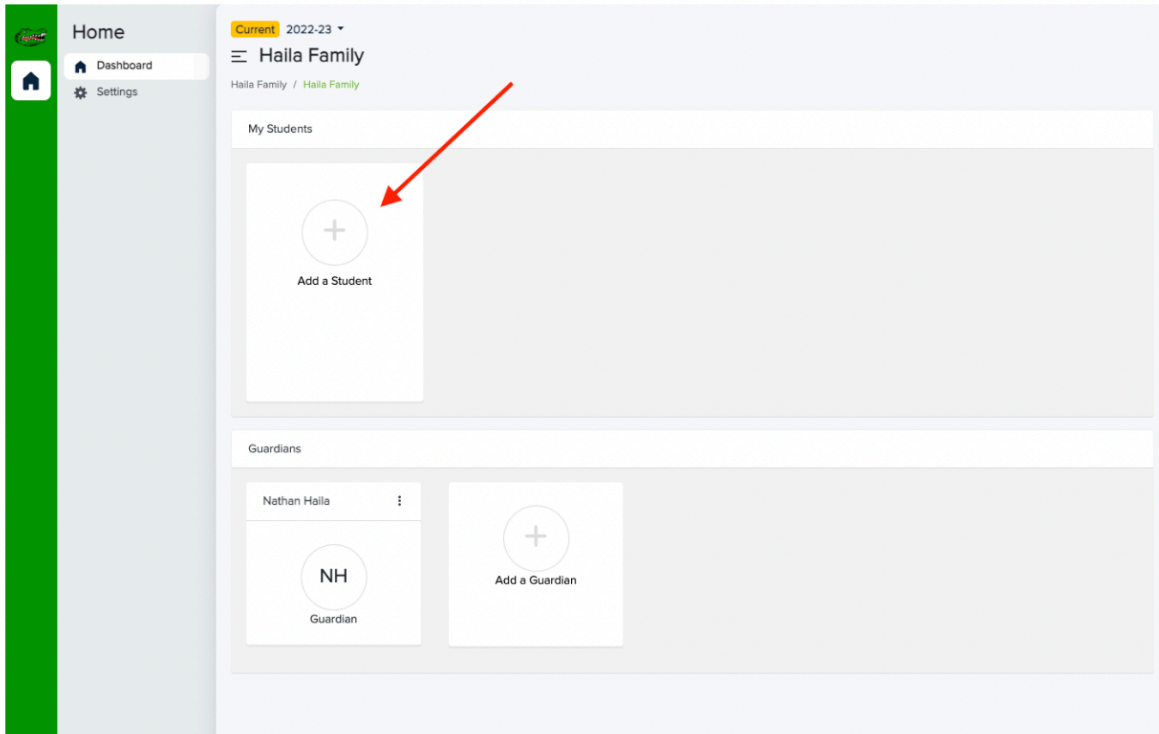 Home
Dashboard
Settings
Current 2022-23
Haila Family
Haila Family / Haila Family
My Students
Add a Student
Guardians
Nathan Haila
NH
Guardian
Add a Guardian